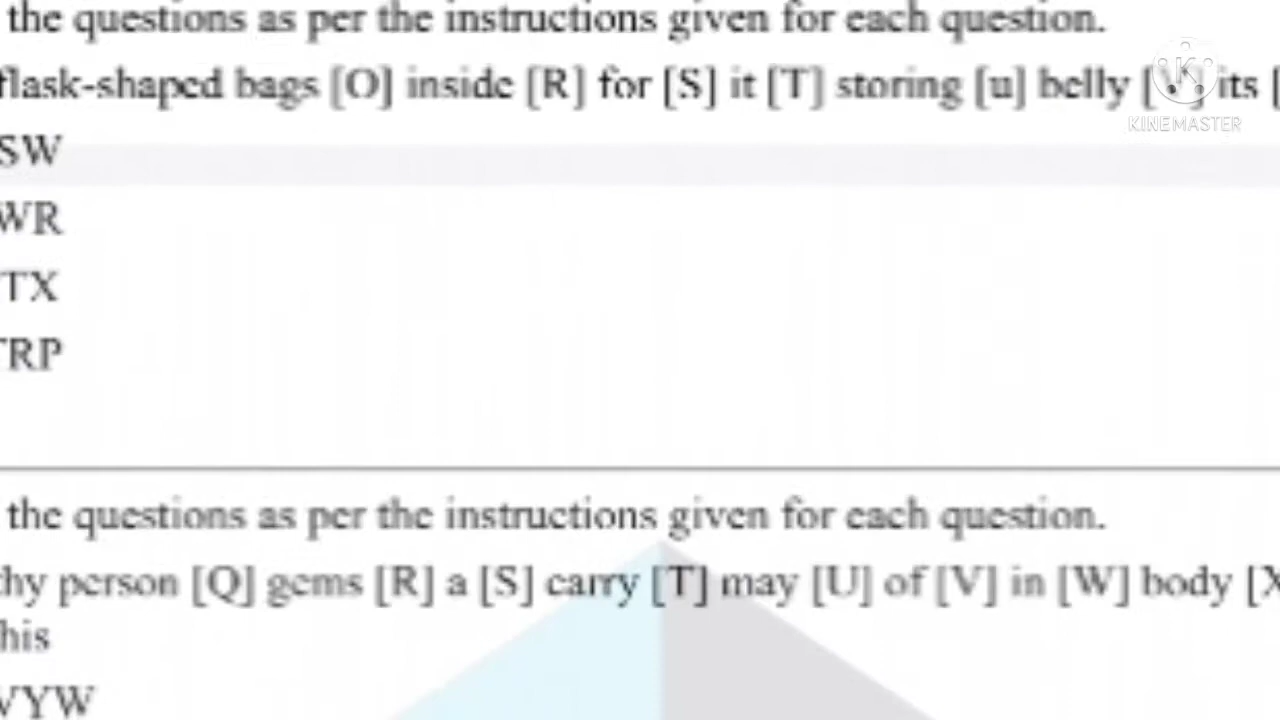 the questions as per the instructions given for each question.
flask-shaped bags [O] inside [R] for [S] it [T] storing [u] belly [V] its [
KINEMASTER
SW
WR
TX
TRP
the questions as per the instructions given for each question.
thy person [Q] gems [R] a [S] carry [T] may [U] of [V] in [W] body [X
his
VYW